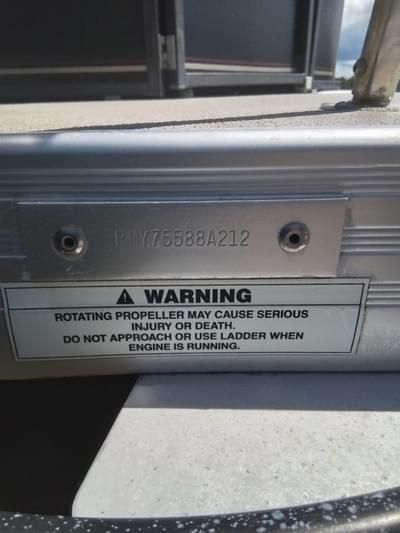 PMY75588A212
⚠ WARNING
ROTATING PROPELLER MAY CAUSE SERIOUS
INJURY OR DEATH.
DO NOT APPROACH OR USE LADDER WHEN
ENGINE IS RUNNING.